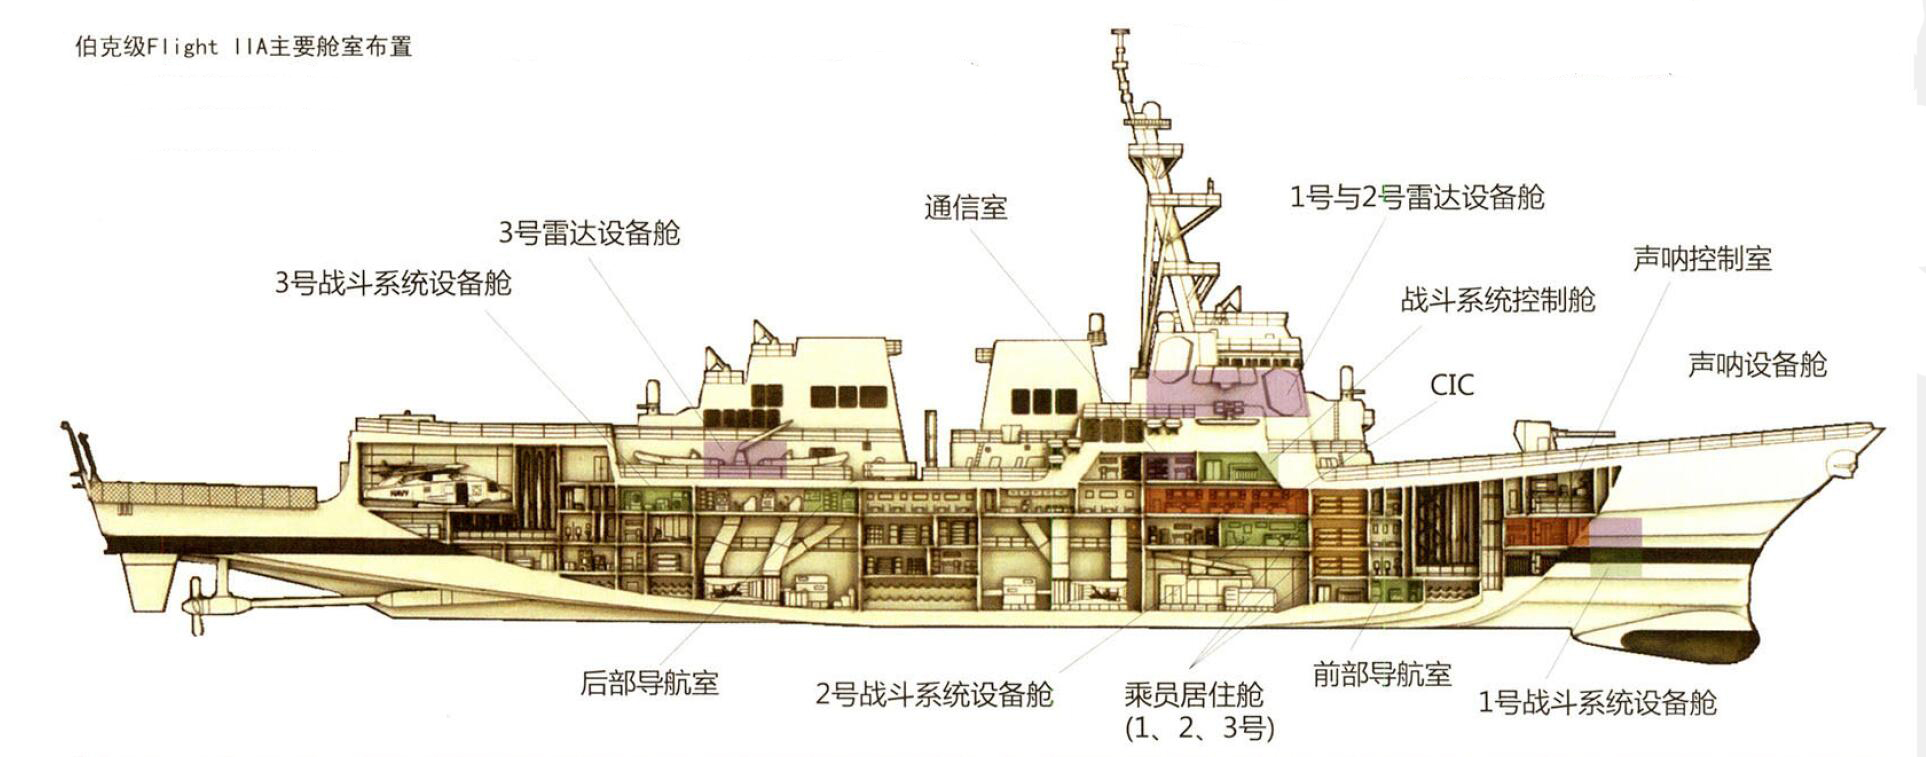 伯克级Flight IIA主要舱室布置
通信室
1号与2号雷达设备舱
3号雷达设备舱
声呐控制室
3号战斗系统设备舱
战斗系统控制舱
声呐设备舱
CIC
NAVY
后部导航室
2号战斗系统设备舱
乘员居住舱
(1、2、3号)
前部导航室
1号战斗系统设备舱